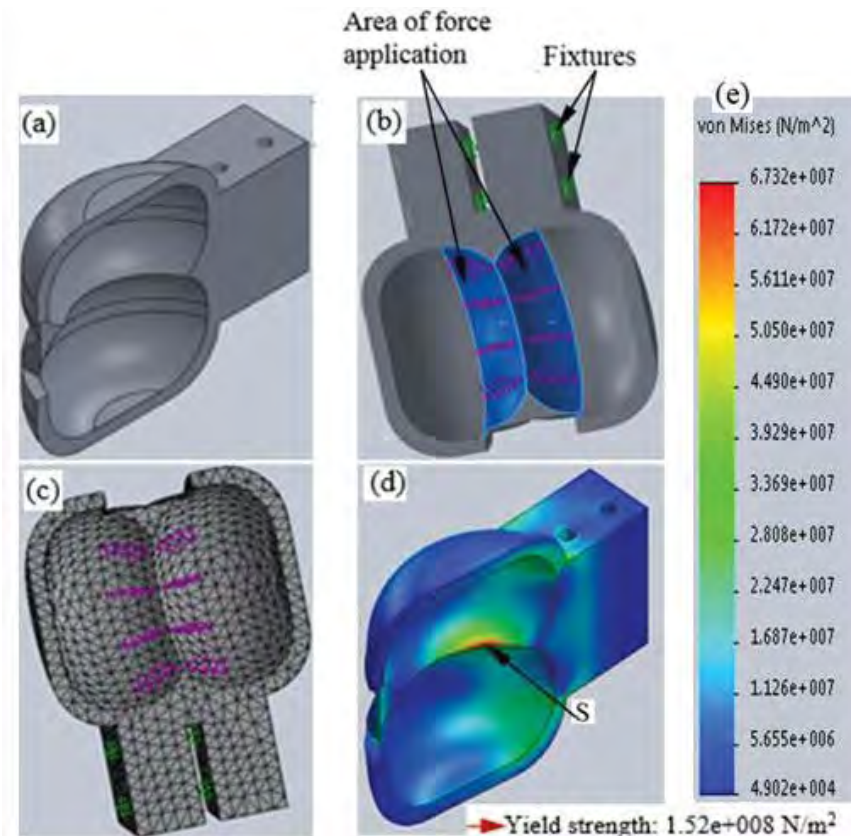 Area of force
application
Fixtures
(a)
(b)
(e)
von Mises (N/m^2)
6.732e+007
6.172e+007
5.611e+007
5.050e+007
4.490e+007
3.929e+007
3.369e+007
2.808e+007
2.247e+007
1.687e+007
1.126e+007
5.655e+006
4.902e+004
(c)
(d)
S
Yield strength: 1.52e+008 N/m²